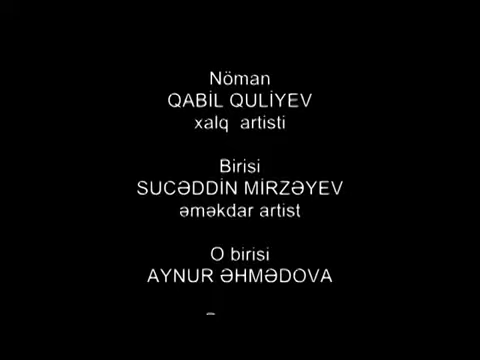 Nöman
QABİL QULİYEV
xalq artisti
Birisi
SUCƏDDİN MİRZƏYEV
əməkdar artist
O birisi
AYNUR ƏHMƏDOVA